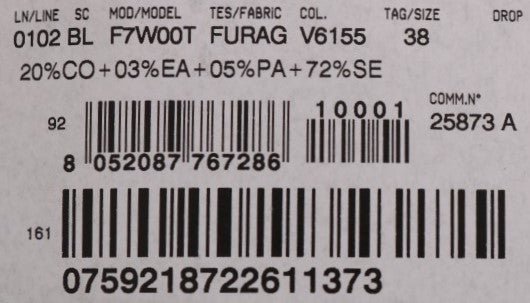 LN/LINE SC MOD/MODEL TES/FABRIC COL. TAG/SIZE DROP
0102 BL F7W00T FURAG V6155 38
20%CO+03%EA+05%PA+72%SE
10001
COMM.N°
92
25873 A
8 052087 767286
161
0759218722611373